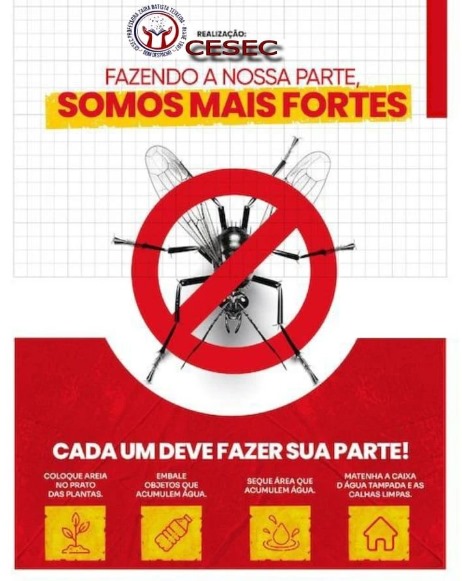 REALIZAÇÃO:
CESEC
FAZENDO A NOSSA PARTE,
SOMOS MAIS FORTES
CADA UM DEVE FAZER SUA PARTE!
COLOQUE AREIA
NO PRATO
DAS PLANTAS.
EMBALE
OBJETOS QUE
ACUMULEM ÁGUA.
SEQUE ÁREA QUE
ACUMULEM ÁGUA.
MATENHA A CAIXA
D ÁGUA TAMPADA E AS
CALHAS LIMPAS.